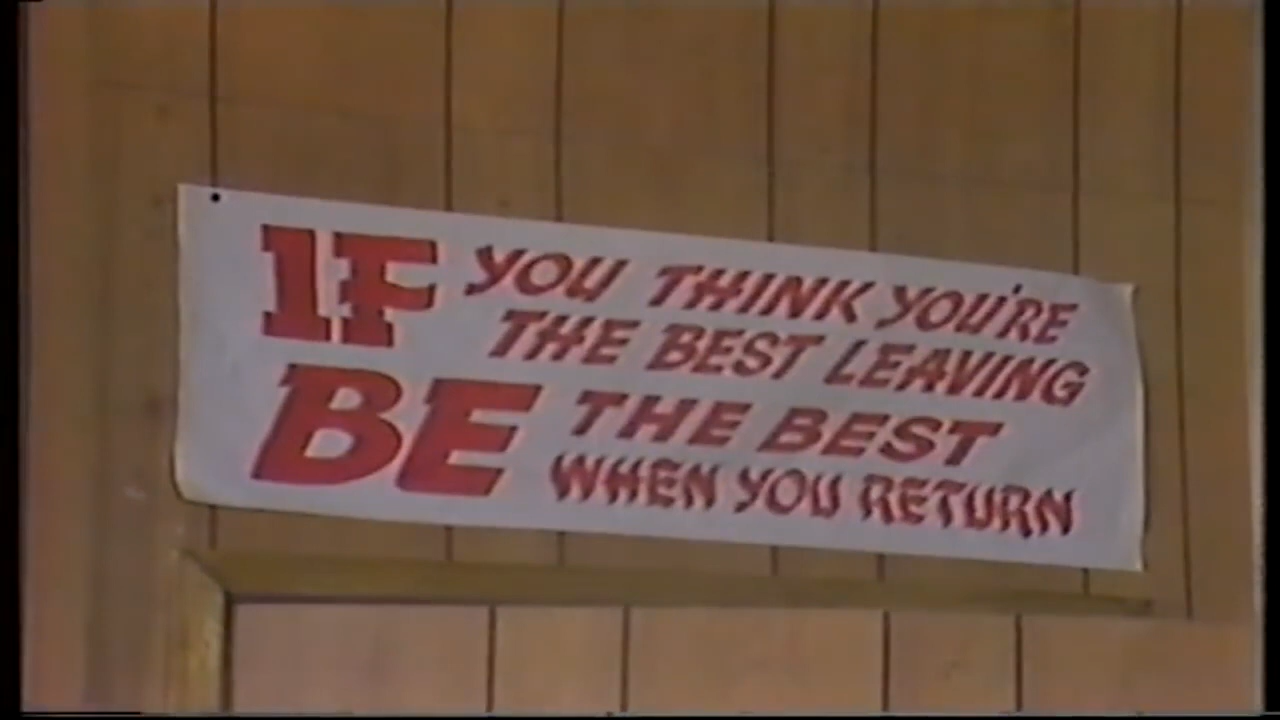 IF YOU THINK YOU'RE
THE BEST LEAVING
BE THE BEST
WHEN YOU RETURN